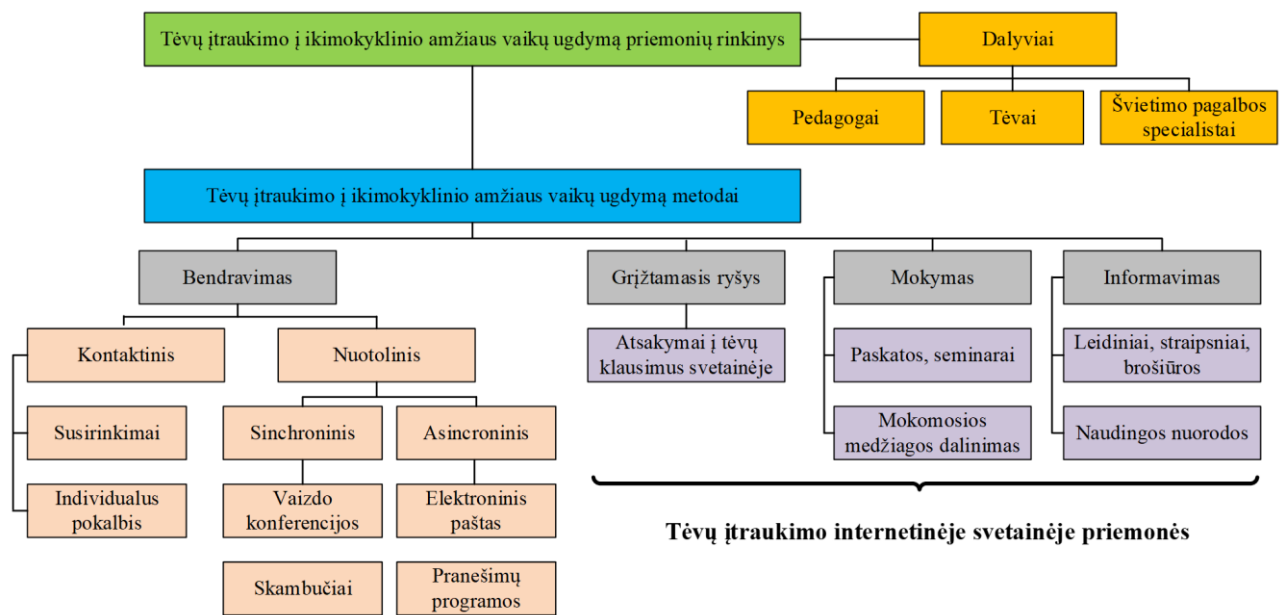 Tėvų įtraukimo į ikimokyklinio amžiaus vaikų ugdymą priemonių rinkinys
Dalyviai
Pedagogai
Tėvai
Švietimo pagalbos
specialistai
Tėvų įtraukimo į ikimokyklinio amžiaus vaikų ugdymą metodai
Bendravimas
Grįžtamasis ryšys
Mokymas
Informavimas
Kontaktinis
Nuotolinis
Atsakymai į tėvų
klausimus svetainėje
Paskatos, seminarai
Leidiniai, straipsniai,
brošiūros
Susirinkimai
Sinchroninis
Asincroninis
Mokomosios
medžiagos dalinimas
Naudingos nuorodos
Individualus
pokalbis
Vaizdo
konferencijos
Elektroninis
paštas
Tėvų įtraukimo internetinėje svetainėje priemonės
Skambučiai
Pranešimų
programos